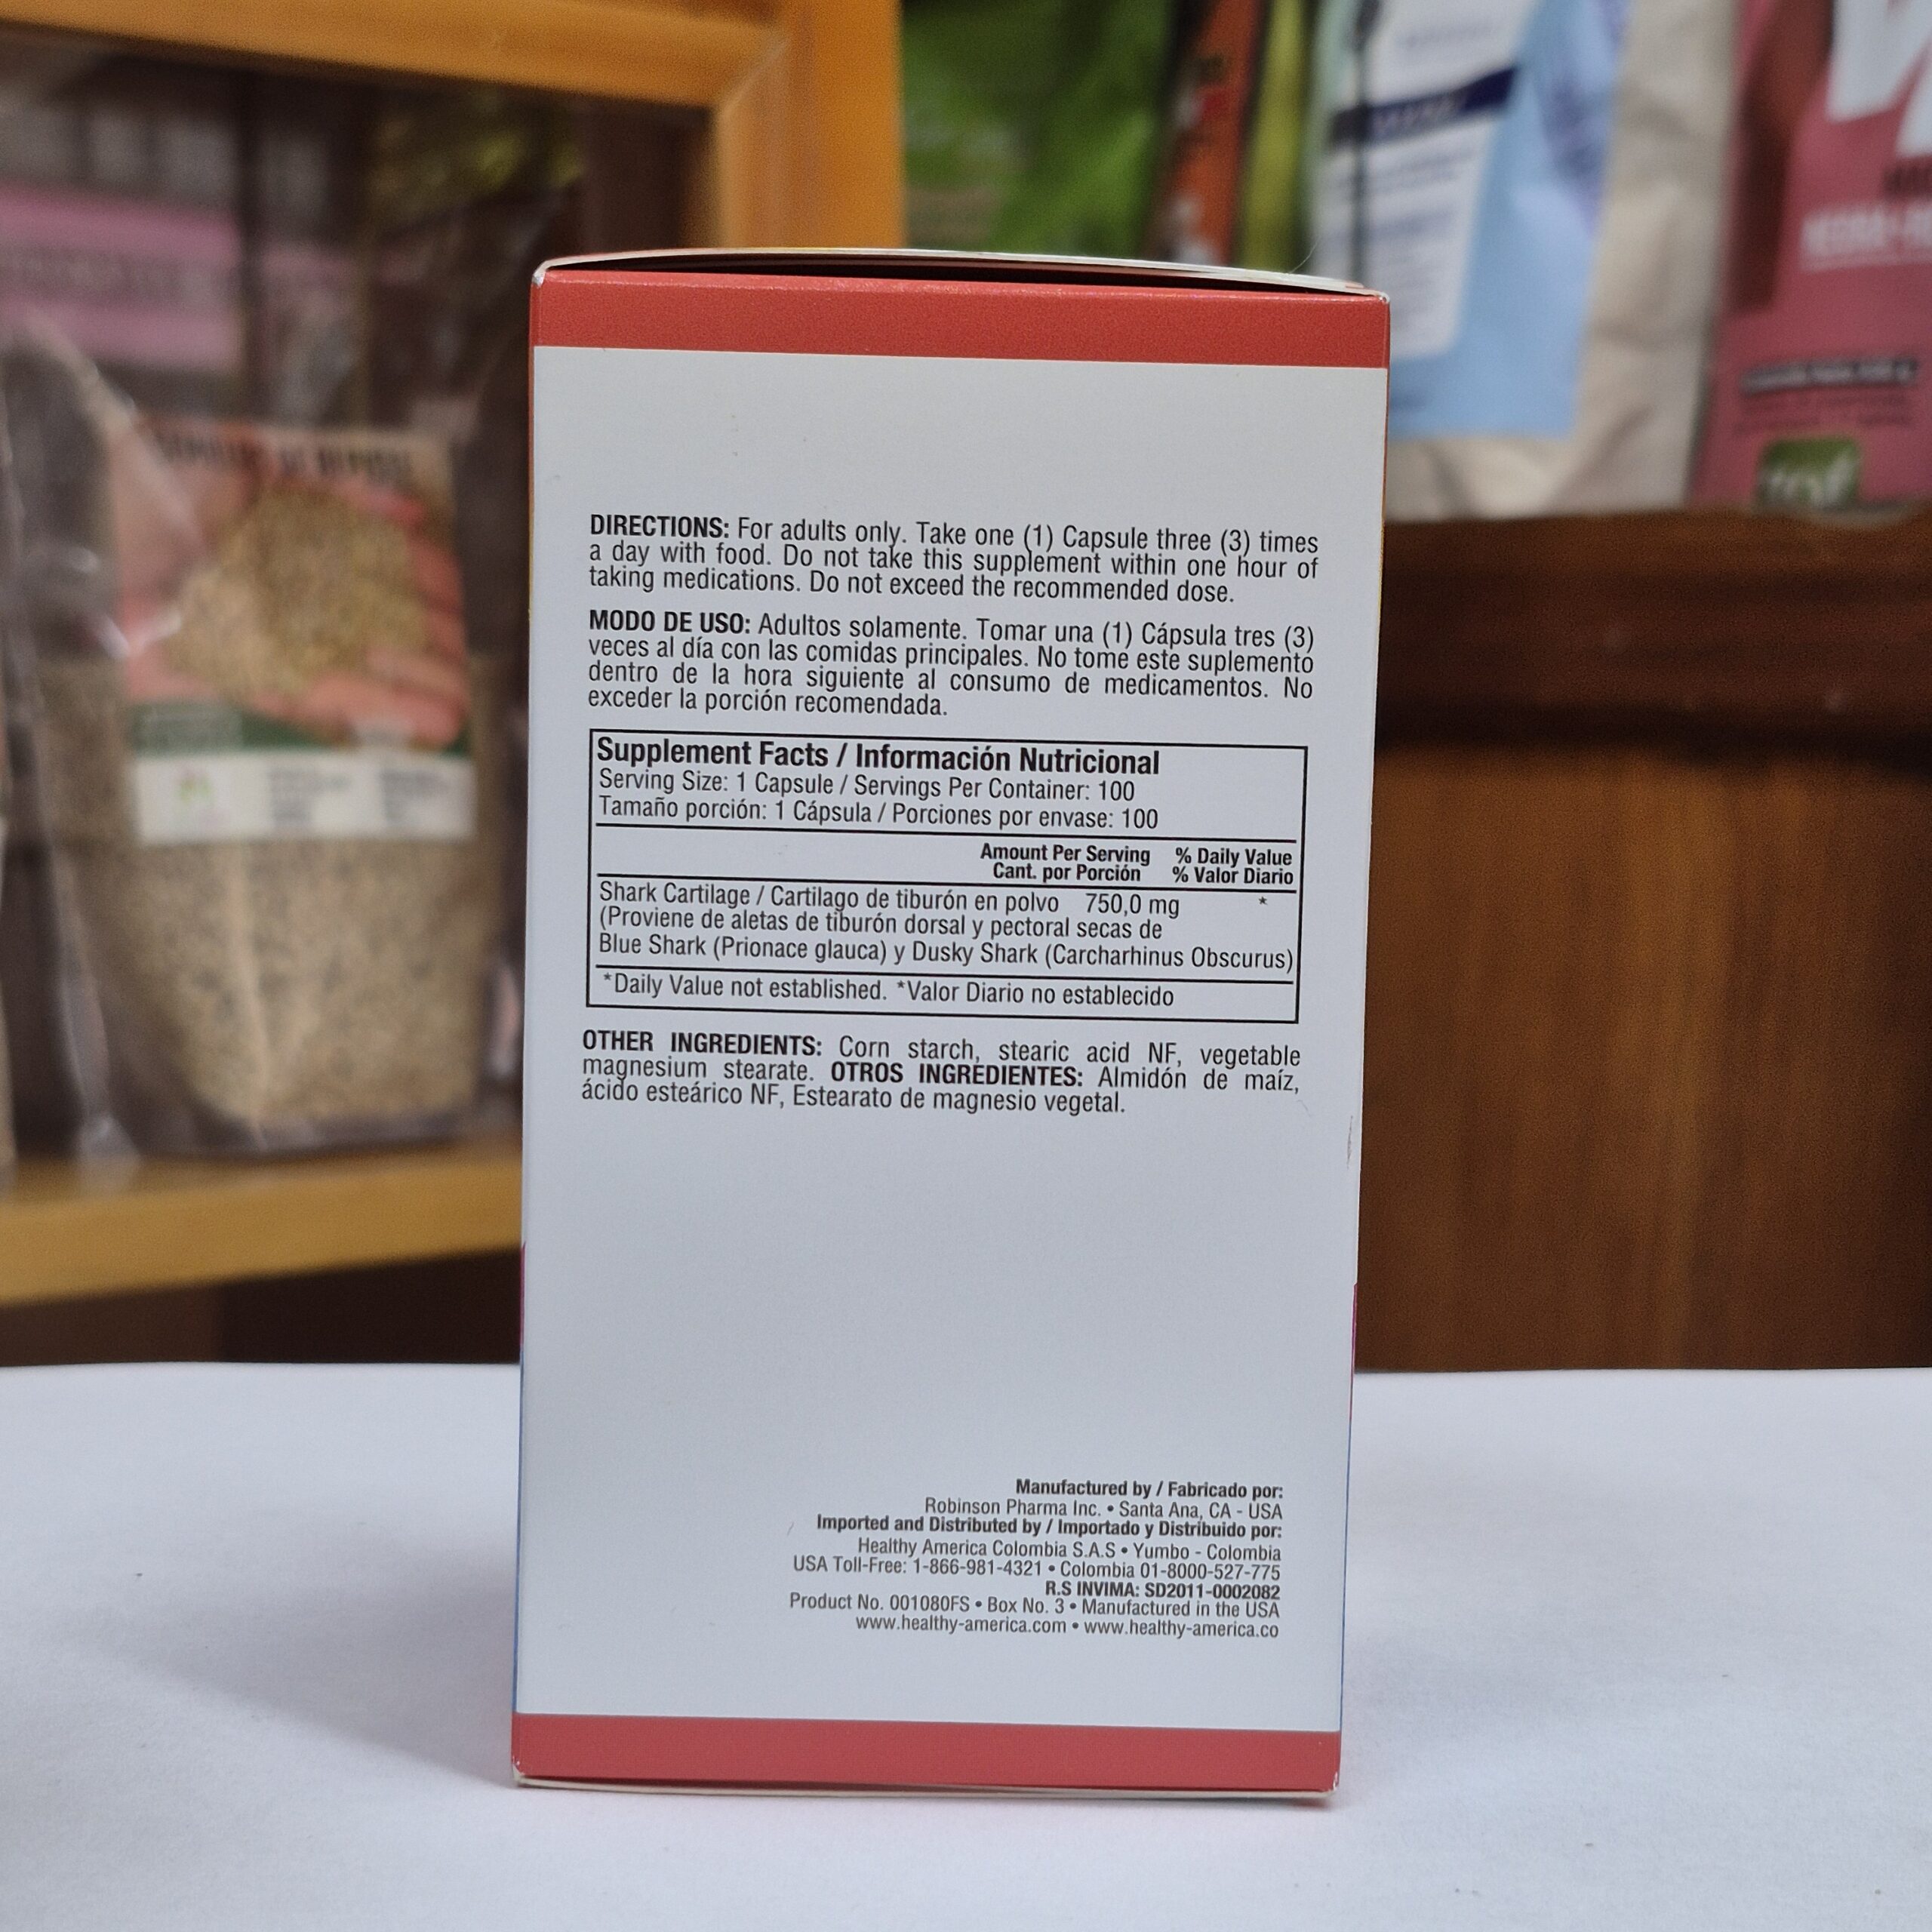 DIRECTIONS: For adults only. Take one (1) Capsule three (3) times
a day with food. Do not take this supplement within one hour of
taking medications. Do not exceed the recommended dose.
MODO DE USO: Adultos solamente. Tomar una (1) Cápsula tres (3)
veces al día con las comidas principales. No tome este suplemento
dentro de la hora siguiente al consumo de medicamentos. No
exceder la porción recomendada.
Supplement Facts / Información Nutricional
Serving Size: 1 Capsule / Servings Per Container: 100
Tamaño porción: 1 Cápsula / Porciones por envase: 100
Amount Per Serving % Daily Value
Cant. por Porción % Valor Diario
Shark Cartilage / Cartilago de tiburón en polvo 750,0 mg *
(Proviene de aletas de tiburón dorsal y pectoral secas de
Blue Shark (Prionace glauca) y Dusky Shark (Carcharhinus Obscurus)
*Daily Value not established. *Valor Diario no establecido
OTHER INGREDIENTS: Corn starch, stearic acid NF, vegetable
magnesium stearate. OTROS INGREDIENTES: Almidón de maíz,
ácido esteárico NF, Estearato de magnesio vegetal.
Manufactured by / Fabricado por:
Robinson Pharma Inc. • Santa Ana, CA - USA
Imported and Distributed by / Importado y Distribuido por:
Healthy America Colombia S.A.S • Yumbo - Colombia
USA Toll-Free: 1-866-981-4321 • Colombia 01-8000-527-775
R.S INVIMA: SD2011-0002082
Product No. 001080FS • Box No. 3 • Manufactured in the USA
www.healthy-america.com • www.healthy-america.co